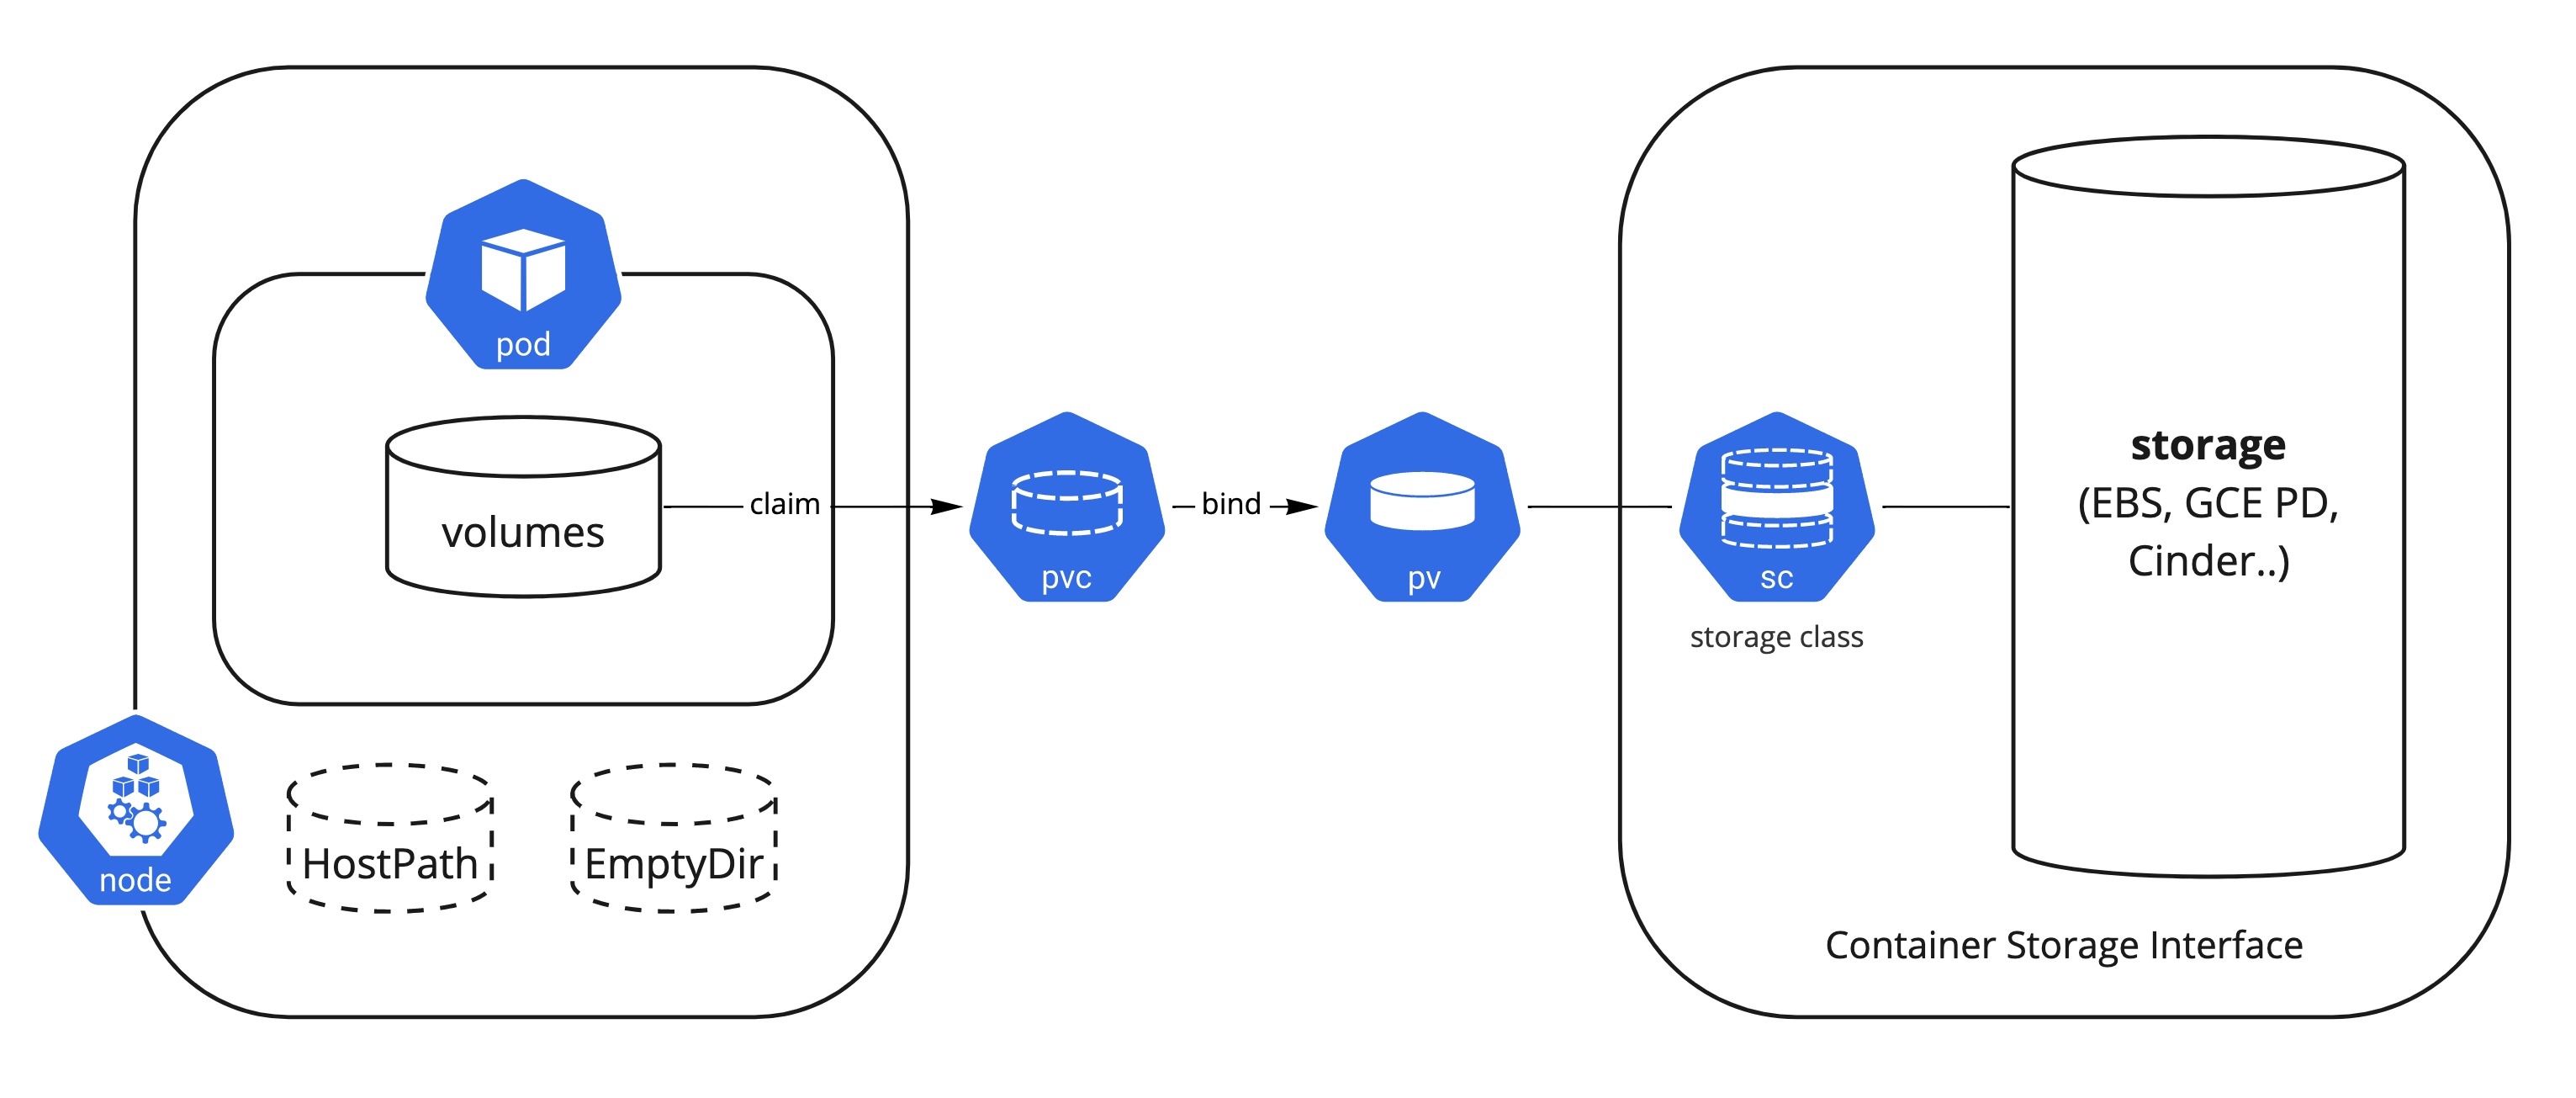 pod
volumes
claim
pvc
bind
pv
sc
storage class
storage
(EBS, GCE PD,
Cinder..)
node
HostPath
EmptyDir
Container Storage Interface